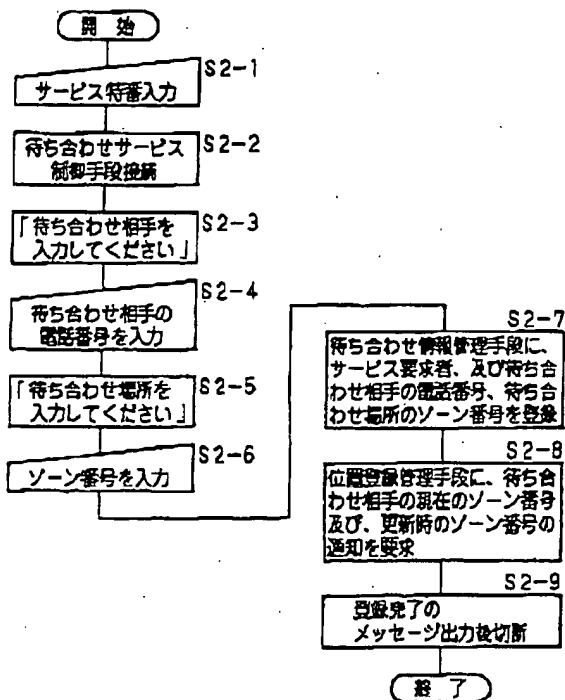 開 始
S2-1
サービス特番入力
S2-2
待ち合わせサービス
制御手段接続
S2-3
「待ち合わせ相手を
入力してください」
S2-4
待ち合わせ相手の
電話番号を入力
S2-5
「待ち合わせ場所を
入力してください」
S2-6
ゾーン番号を入力
S2-7
待ち合わせ情報管理手段に、
サービス要求者、及び待ち合
わせ相手の電話番号、待ち合
わせ場所のゾーン番号を登録
S2-8
位置登録管理手段に、待ち合
わせ相手の現在のゾーン番号
及び、更新時のゾーン番号の
通知を要求
S2-9
登録完了の
メッセージ出力後切断
終 了